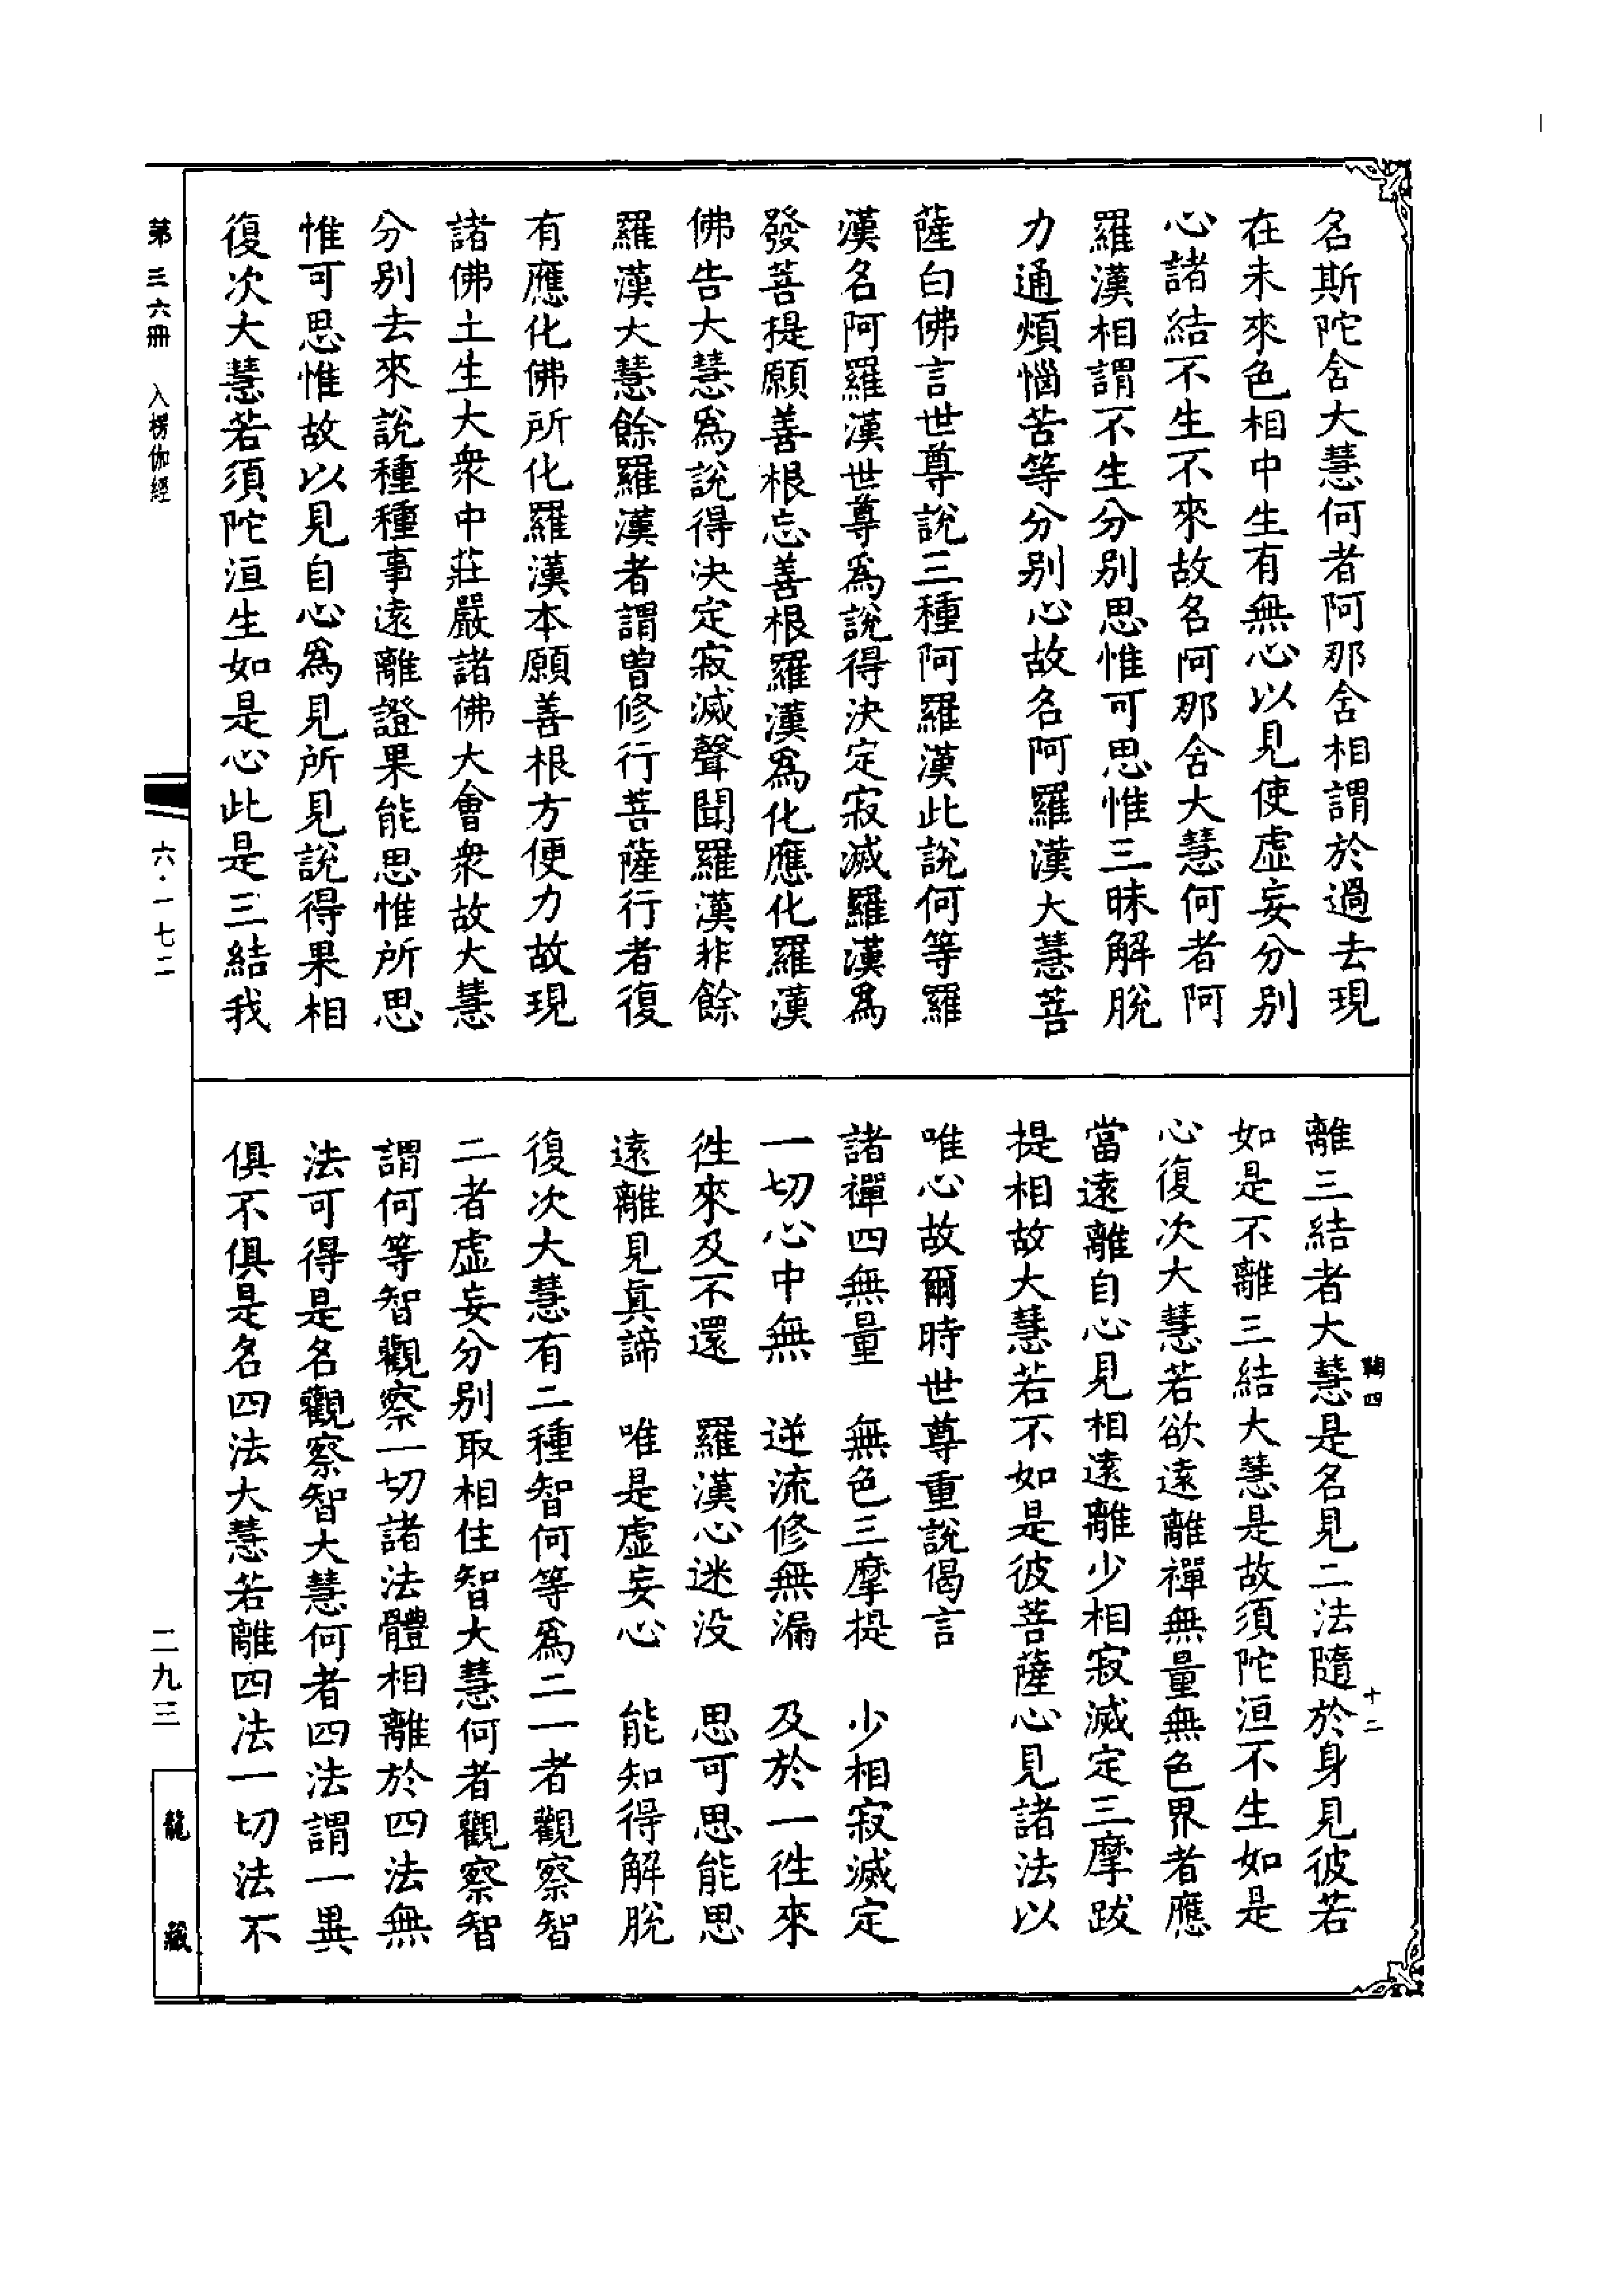 名斯陀含大慧何者阿那含相謂於過去現
在未來色相中生有無心以見使虛妄分別
心諸結不生不來故名阿那含大慧何者阿
羅漢相謂不生分別思惟可思惟三昧解脫
力通煩惱苦等分別心故名阿羅漢大慧菩
薩白佛言世尊說三種阿羅漢此說何等羅
漢名阿羅漢世尊為說得決定寂滅羅漢為
發菩提願善根忘善根羅漢為化應化羅漢
佛告大慧為說得決定寂滅聲聞羅漢非餘
羅漢大慧餘羅漢者謂曾修行菩薩行者復
有應化佛所化羅漢本願善根方便力故現
諸佛土生大眾中莊嚴諸佛大會眾故大慧
分別去來說種種事遠離證果能思惟所思
惟可思惟故以見自心為見所見說得果相
復次大慧若須陀洹生如是心此是三結我
離三結者大慧是名見二法隨於身見彼若
如是不離三結大慧是故須陀洹不生如是
心復次大慧若欲遠離禪無量無色界者應
當遠離自心見相遠離少相寂滅定三摩跋
提相故大慧若不如是彼菩薩心見諸法以
唯心故爾時世尊重說偈言
諸禪四無量　無色三摩提　少相寂滅定
一切心中無　逆流修無漏　及於一往來
往來及不還　羅漢心迷沒　思可思能思
遠離見真諦　唯是虛妄心　能知得解脫
復次大慧有二種智何等為二一者觀察智
二者虛妄分別取相住智大慧何者觀察智
謂何等智觀察一切諸法體相離於四法無
法可得是名觀察智大慧何者四法謂一異
俱不俱是名四法大慧若離四法一切法不
鞠四
十二
第三六冊　入楞伽經
六·一七二
二九三
龍藏